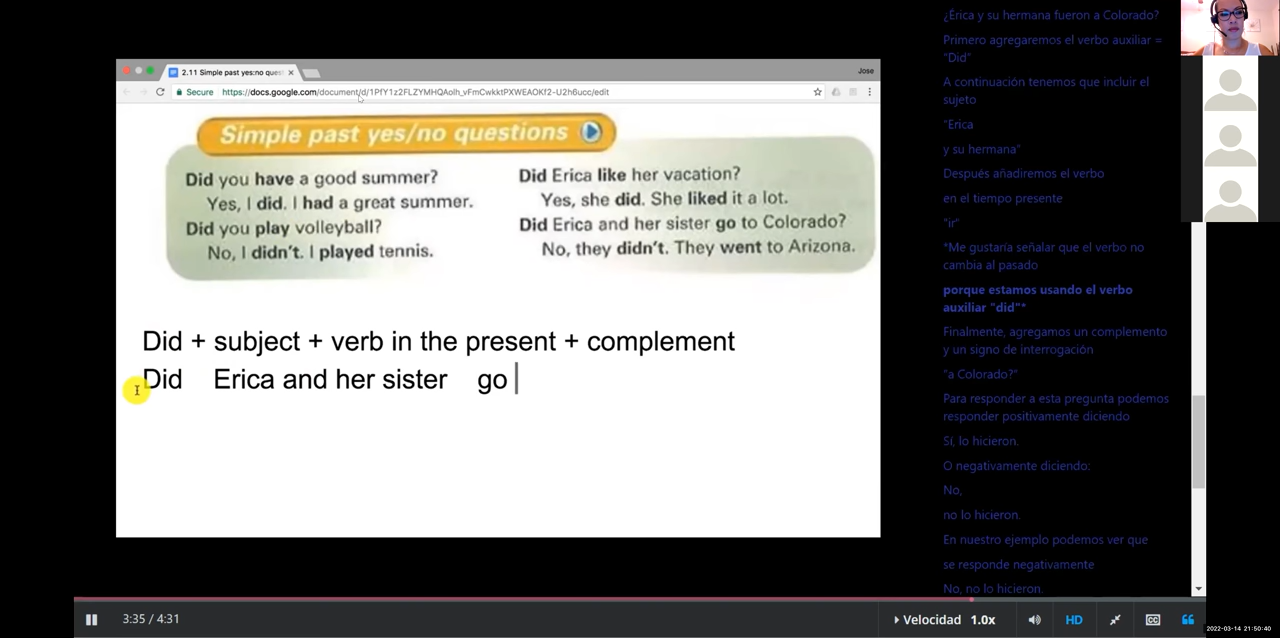 2.11 Simple past yes:no quest
Jose
Secure https://docs.google.com/document/d/1PfY1z2FLZYMHQAolh_vFmCwkktPXWEAOKf2-U2h6ucc/edit
Simple past yes/no questions
Did you have a good summer?
Yes, I did. I had a great summer.
Did you play volleyball?
No, I didn't. I played tennis.
Did Erica like her vacation?
Yes, she did. She liked it a lot.
Did Erica and her sister go to Colorado?
No, they didn't. They went to Arizona.
Did + subject + verb in the present + complement
Did Erica and her sister go
¿Érica y su hermana fueron a Colorado?
Primero agregaremos el verbo auxiliar =
"Did"
A continuación tenemos que incluir el
sujeto
"Erica
y su hermana"
Después añadiremos el verbo
en el tiempo presente
"ir"
*Me gustaría señalar que el verbo no
cambia al pasado
porque estamos usando el verbo
auxiliar "did"*
Finalmente, agregamos un complemento
y un signo de interrogación
"a Colorado?"
Para responder a esta pregunta podemos
responder positivamente diciendo
Sí, lo hicieron.
O negativamente diciendo:
No,
no lo hicieron.
En nuestro ejemplo podemos ver que
se responde negativamente
No, no lo hicieron.
3:35 / 4:31
Velocidad 1.0x
HD
CC
2022-03-14 21:50:40